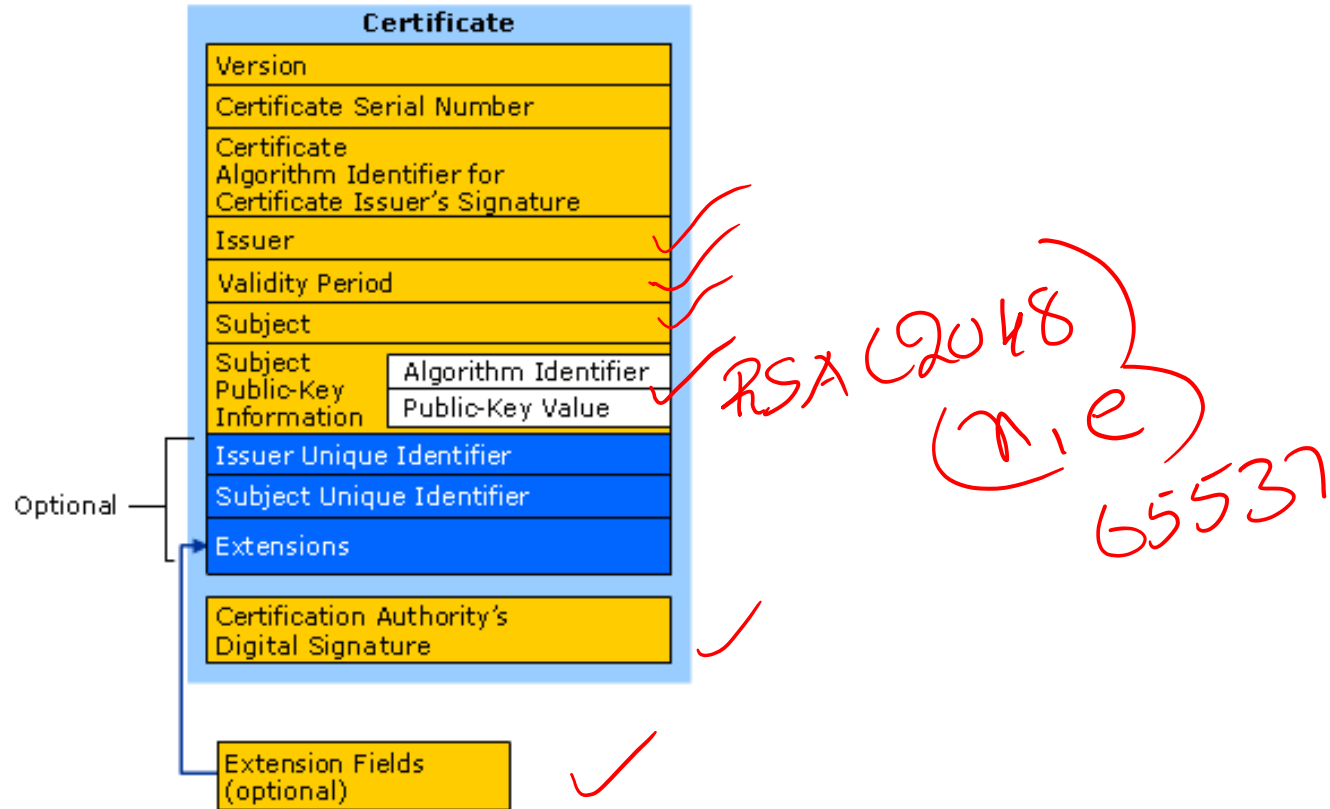 Certificate
Version
Certificate Serial Number
Certificate
Algorithm Identifier for
Certificate Issuer's Signature
Issuer
Validity Period
Subject
Subject
Public-Key
Information
Algorithm Identifier
Public-Key Value
RSA (2048
(n, e)
65537
Optional
Issuer Unique Identifier
Subject Unique Identifier
Extensions
Certification Authority's
Digital Signature
Extension Fields
(optional)